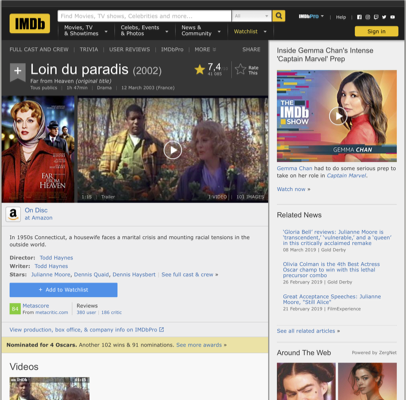 IMDb
Find Movies, TV shows, Celebrities and more...
All
IMDbPro
Help
Movies, TV
& Showtimes
Celebs, Events
& Photos
News &
Community
Watchlist
Sign in
FULL CAST AND CREW | TRIVIA | USER REVIEWS | IMDbPro | MORE
SHARE
Loin du paradis (2002)
Far from Heaven (original title)
Tous publics | 1h 47min | Drama | 12 March 2003 (France)
7,4
Rate
This
FAR FROM
HEAVEN
1:38 | Trailer
1 VIDEO | 101 IMAGES
On Disc
at Amazon
In 1950s Connecticut, a housewife faces a marital crisis and mounting racial tensions in the
outside world.
Director: Todd Haynes
Writer: Todd Haynes
Stars: Julianne Moore, Dennis Quaid, Dennis Haysbert | See full cast & crew »
+ Add to Watchlist
Metascore
From metacritic.com
Reviews
380 user | 186 critic
View production, box office, & company info on IMDbPro
Nominated for 4 Oscars. Another 102 wins & 91 nominations. See more awards »
Videos
Inside Gemma Chan's Intense
'Captain Marvel' Prep
THE
IMDb
SHOW
GEMMA CHAN
Gemma Chan had to do some serious prep to
take on her role in Captain Marvel.
Watch now »
Related News
'Gloria Bell' reviews: Julianne Moore is
'transcendent,' 'vulnerable,' and a 'queen'
in this critically acclaimed remake
08 March 2019 | Gold Derby
Olivia Colman is the 4th Best Actress
Oscar champ to win with this lethal
precursor combo
26 February 2019 | Gold Derby
Great Acceptance Speeches: Julianne
Moore, "Still Alice"
21 February 2019 | FilmExperience
See all related articles »
Around The Web
Powered by ZergNet